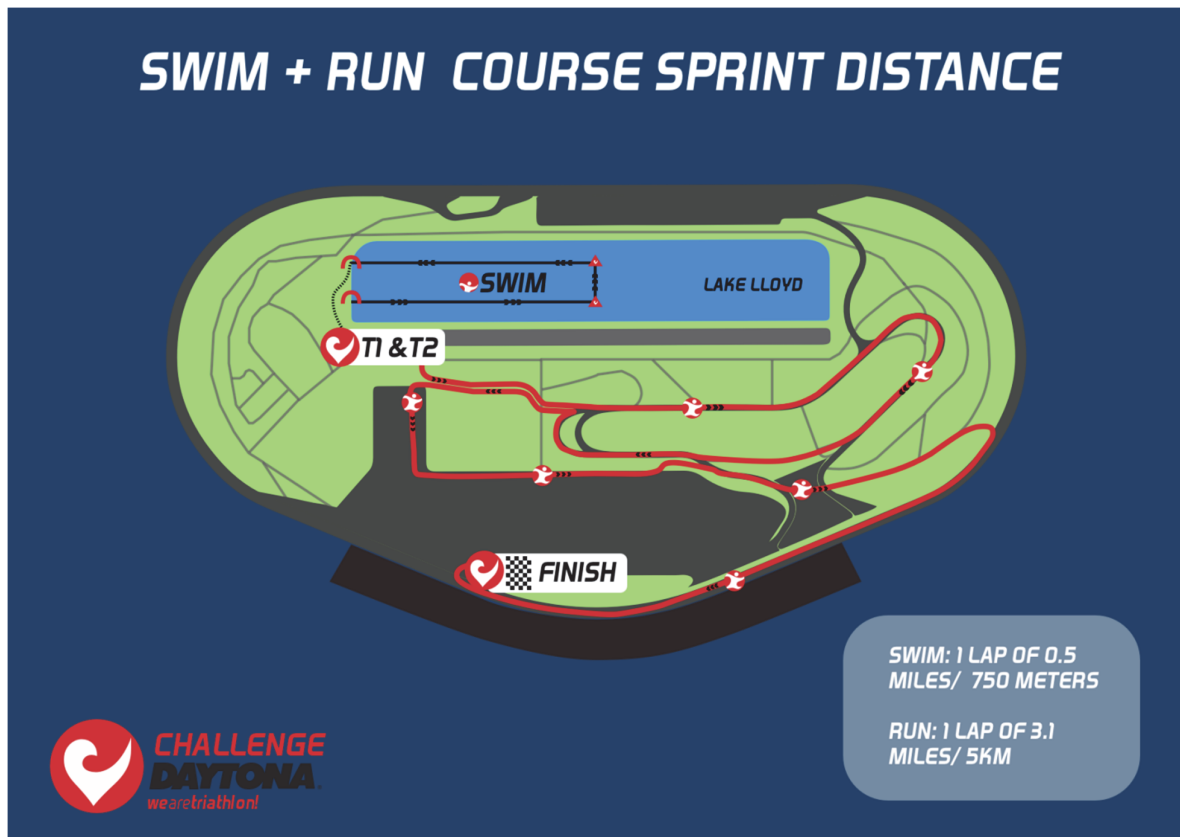 SWIM + RUN COURSE SPRINT DISTANCE
SWIM
LAKE LLOYD
T1 & T2
FINISH
SWIM: 1 LAP OF 0.5
MILES/ 750 METERS
RUN: 1 LAP OF 3.1
MILES/ 5KM
CHALLENGE
DAYTONA
wearetriathlon!